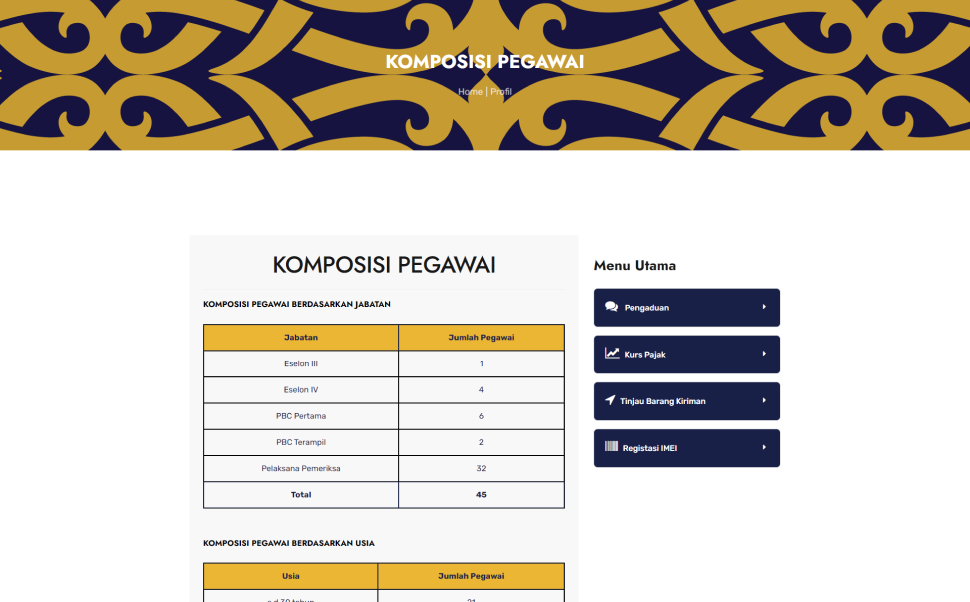 KOMPOSISI PEGAWAI
Home | Profil
KOMPOSISI PEGAWAI
KOMPOSISI PEGAWAI BERDASARKAN JABATAN
Jabatan Jumlah Pegawai
Eselon III 1
Eselon IV 4
PBC Pertama 6
PBC Terampil 2
Pelaksana Pemeriksa 32
Total 45
KOMPOSISI PEGAWAI BERDASARKAN USIA
Usia Jumlah Pegawai
Menu Utama
Pengaduan
Kurs Pajak
Tinjau Barang Kiriman
Registasi IMEI